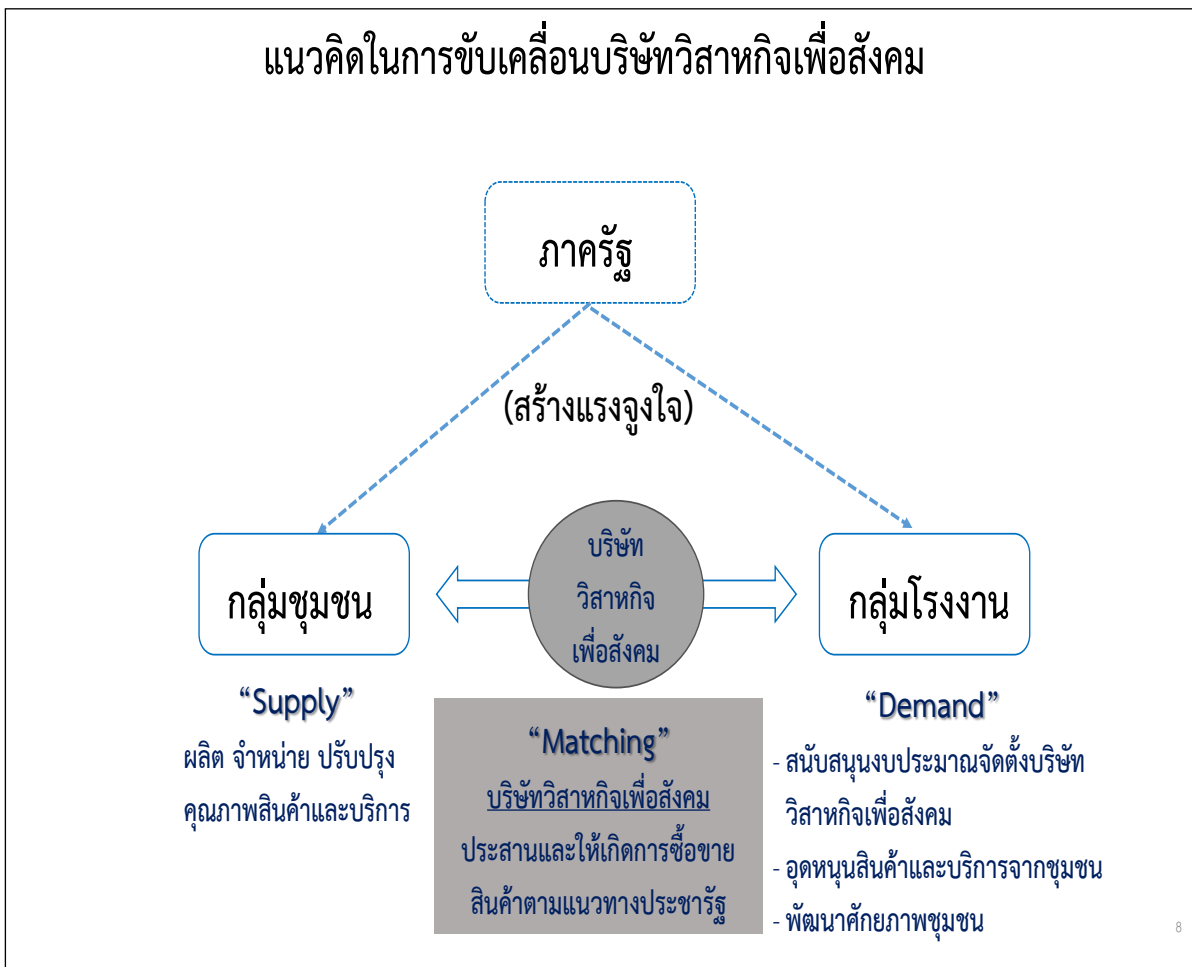 แนวคิดในการขับเคลื่อนบริษัทวิสาหกิจเพื่อสังคม
ภาครัฐ
(สร้างแรงจูงใจ)
กลุ่มชุมชน
บริษัท
วิสาหกิจ
เพื่อสังคม
กลุ่มโรงงาน
“Supply”
ผลิต จำหน่าย ปรับปรุง
คุณภาพสินค้าและบริการ
“Matching”
บริษัทวิสาหกิจเพื่อสังคม
ประสานและให้เกิดการซื้อขาย
สินค้าตามแนวทางประชารัฐ
“Demand”
- สนับสนุนงบประมาณจัดตั้งบริษัท
วิสาหกิจเพื่อสังคม
- อุดหนุนสินค้าและบริการจากชุมชน
- พัฒนาศักยภาพชุมชน
8